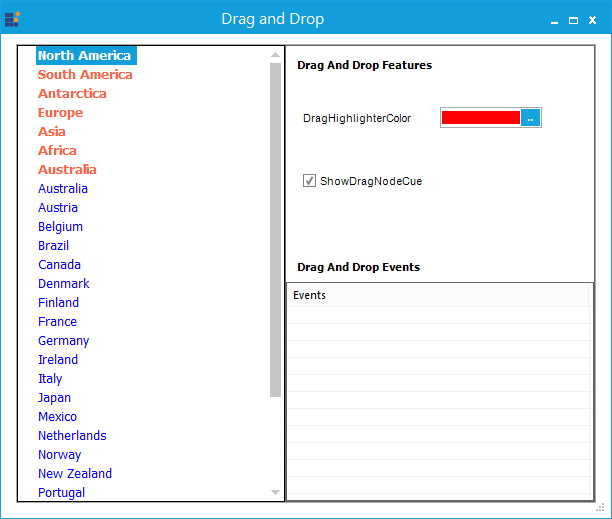 Drag and Drop
North America
South America
Antarctica
Europe
Asia
Africa
Australia
Australia
Austria
Belgium
Brazil
Canada
Denmark
Finland
France
Germany
Ireland
Italy
Japan
Mexico
Netherlands
Norway
New Zealand
Portugal
Drag And Drop Features
DragHighlighterColor
..
ShowDragNodeCue
Drag And Drop Events
Events